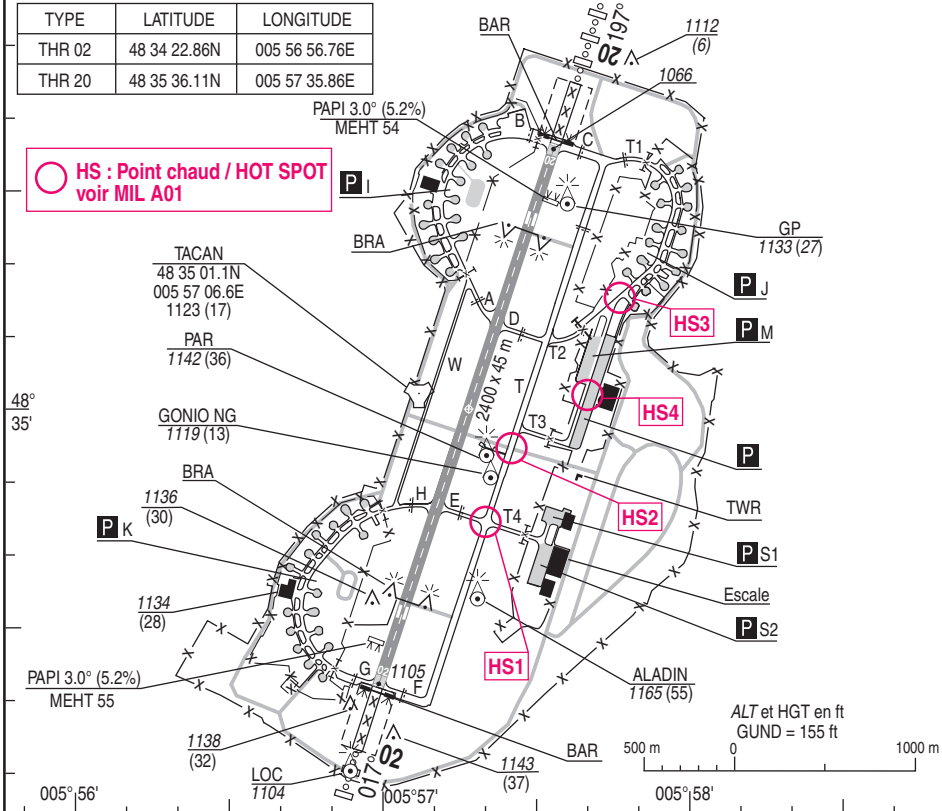 TYPE LATITUDE LONGITUDE
THR 02 48 34 22.86N 005 56 56.76E
THR 20 48 35 36.11N 005 57 35.86E
HS : Point chaud / HOT SPOT
voir MIL A01
BAR
197°
20
1112
(6)
1066
PAPI 3.0° (5.2%)
MEHT 54
B
C
T1
20
P I
GP
1133 (27)
BRA
TACAN
48 35 01.1N
005 57 06.6E
1123 (17)
P J
HS3
A
D
P M
PAR
1142 (36)
W
T2
2400 x 45 m
T
48°
35'
HS4
GONIO NG
1119 (13)
T3
P
BRA
TWR
H
E
HS2
1136
(30)
T4
P K
P S1
Escale
1134
(28)
P S2
HS1
PAPI 3.0° (5.2%)
MEHT 55
G
02
1105
F
ALADIN
1165 (55)
ALT et HGT en ft
GUND = 155 ft
1138
(32)
BAR
02
017°
1143
(37)
500 m 0 1000 m
LOC
1104
005°56' 005°57' 005°58'